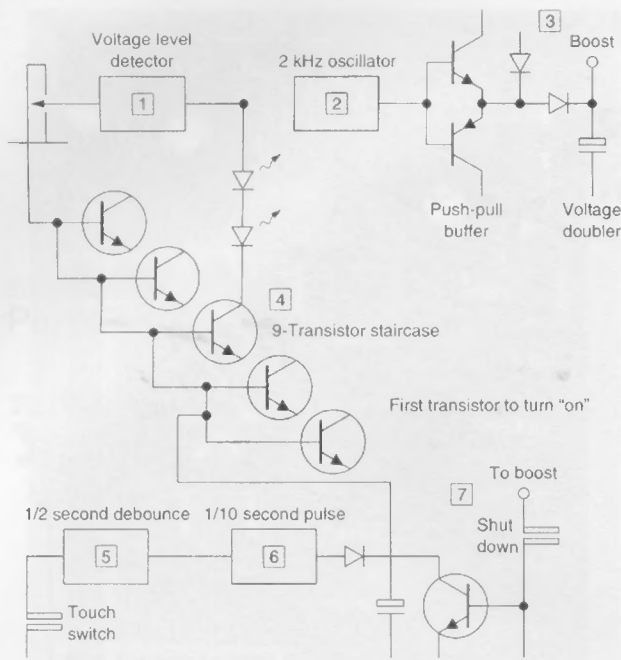 Voltage level
detector
1
2 kHz oscillator
2
3
Boost
Push-pull
buffer
Voltage
doubler
4
9-Transistor staircase
First transistor to turn “on”
To boost
7
Shut
down
1/2 second debounce
5
1/10 second pulse
6
Touch
switch